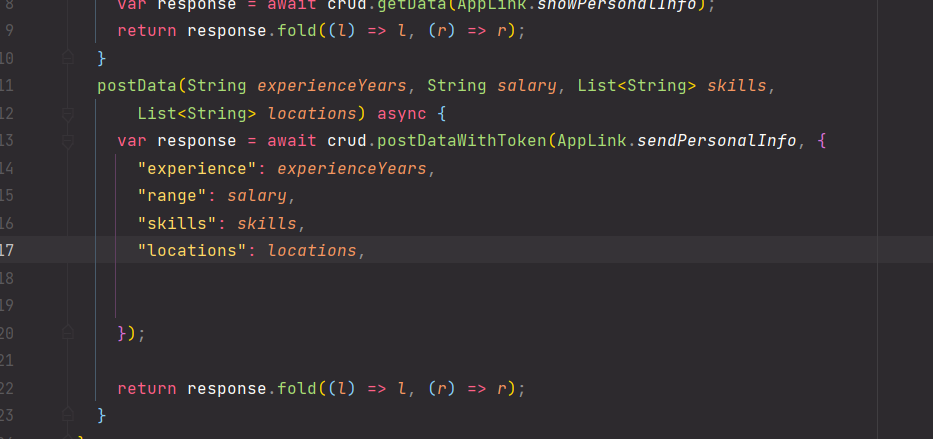 8 var response = await crud.getData(AppLink.showPersonalInfo);
9 return response.fold((l) => l, (r) => r);
10 }
11 postData(String experienceYears, String salary, List<String> skills,
12 List<String> locations) async {
13 var response = await crud.postDataWithToken(AppLink.sendPersonalInfo, {
14 "experience": experienceYears,
15 "range": salary,
16 "skills": skills,
17 "locations": locations,
18
19
20 });
21
22 return response.fold((l) => l, (r) => r);
23 }